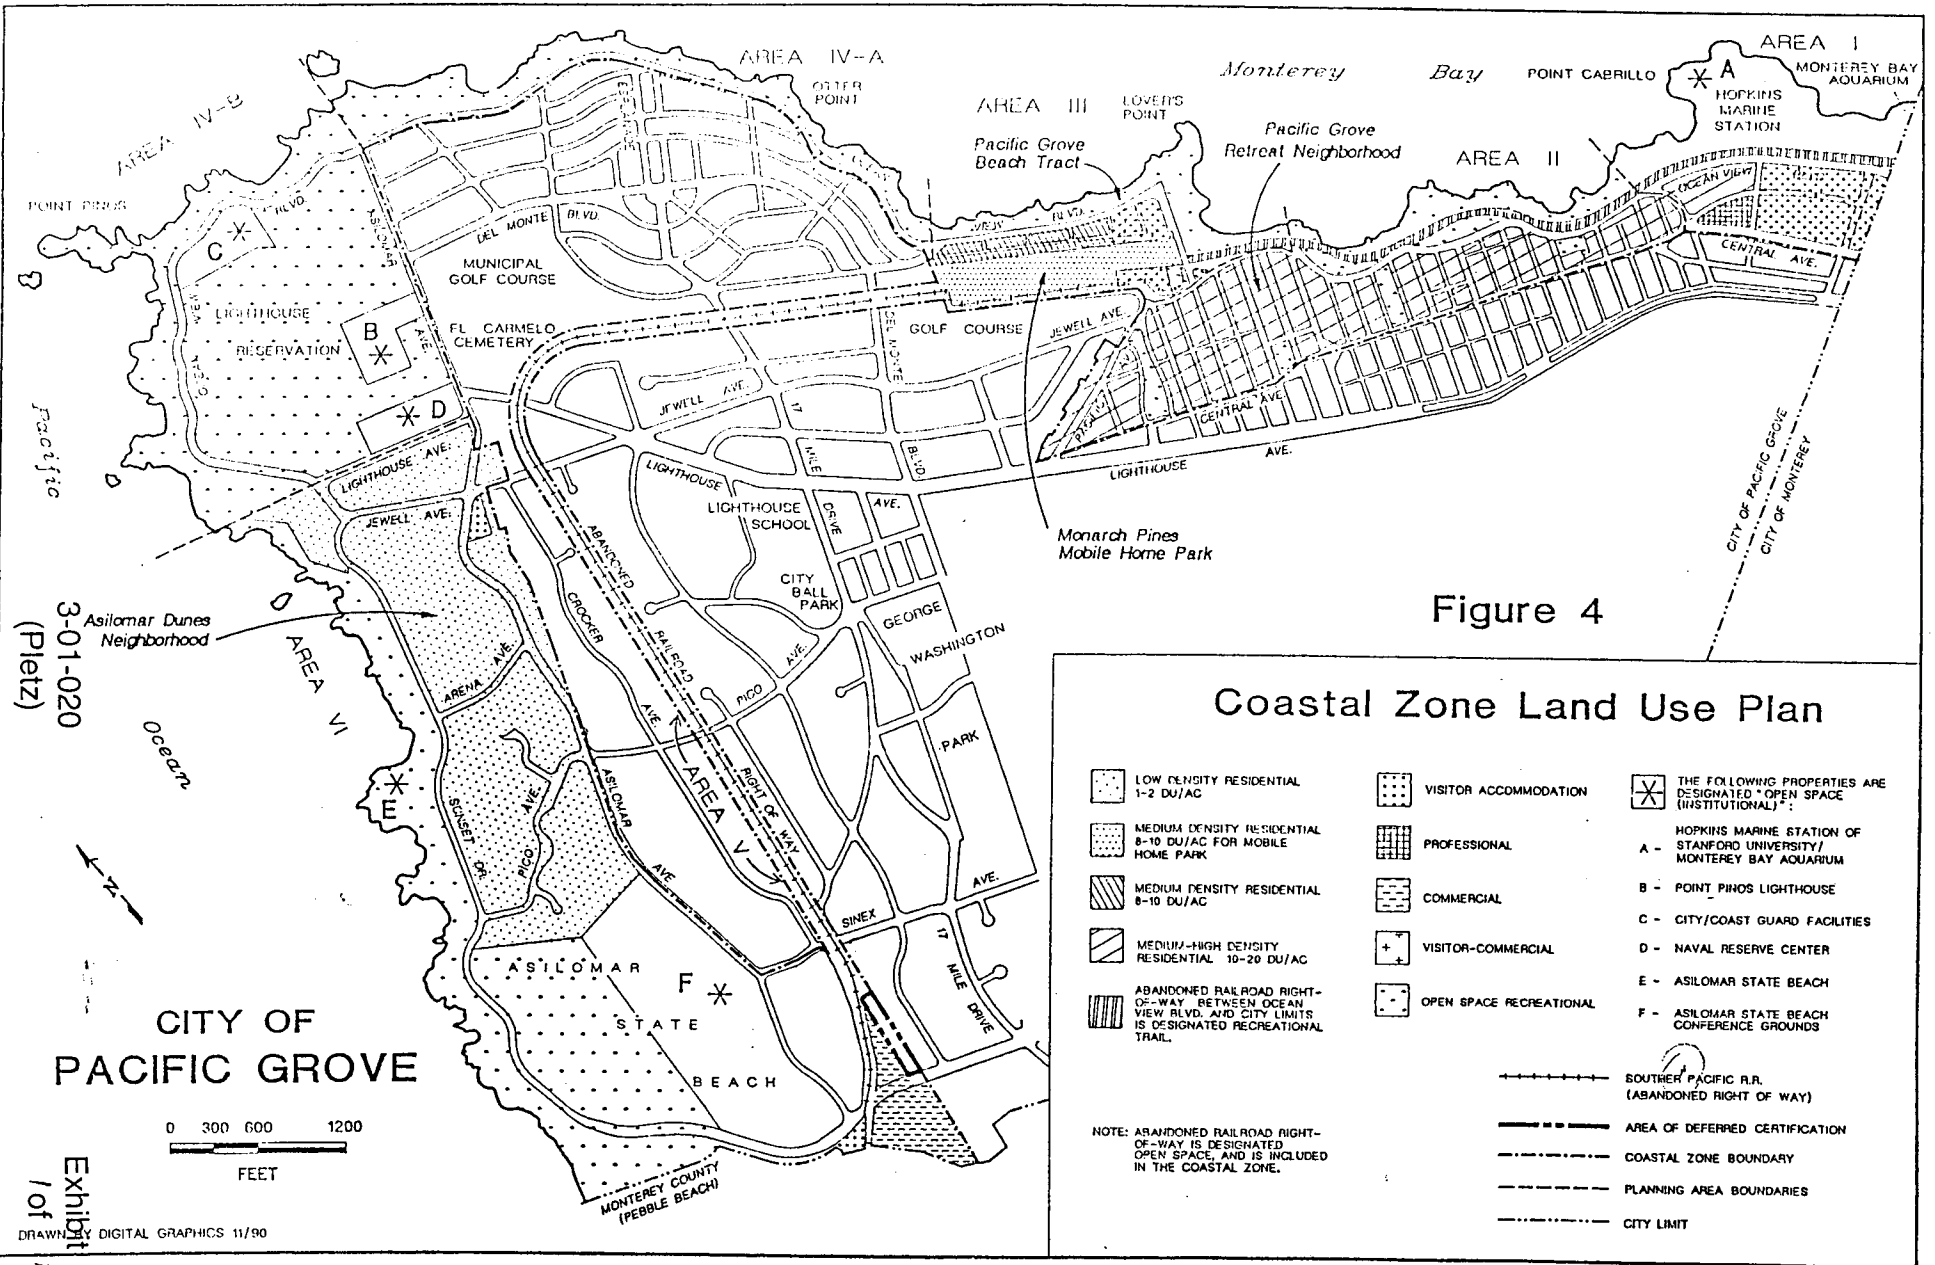 AREA IV-A
OTTER
POINT
AREA III
LOVER'S
POINT
Monterey Bay
POINT CABRILLO
AREA I
A
MONTEREY BAY
AQUARIUM
HOPKINS
MARINE
STATION
AREA II
Pacific Grove
Beach Tract
Pacific Grove
Retreat Neighborhood
AREA IV-B
POINT PINOS
C
BLVD.
ASILOMAR
AVE.
DEL MONTE BLVD.
MUNICIPAL
GOLF COURSE
VIEW
BLVD.
OCEAN VIEW
CENTRAL AVE.
LIGHTHOUSE
RESERVATION
B
OCEAN
VIEW
D
EL CARMELO
CEMETERY
DEL MONTE
BLVD.
GOLF COURSE
JEWELL AVE.
JEWELL AVE.
17
MILE
DRIVE
CENTRAL AVE.
LIGHTHOUSE AVE.
LIGHTHOUSE AVE.
LIGHTHOUSE
AVE.
JEWELL AVE.
LIGHTHOUSE
SCHOOL
CITY
BALL
PARK
GEORGE
WASHINGTON
PARK
Monarch Pines
Mobile Home Park
CITY OF PACIFIC GROVE
CITY OF MONTEREY
Pacific
Ocean
Asilomar Dunes
Neighborhood
AREA VI
ARENA AVE.
CROCKER
AVE.
ABANDONED
RAILROAD
RIGHT OF WAY
PICO
AVE.
AREA V
SUNSET DR.
PICO AVE.
ASILOMAR
AVE
SINEX
AVE.
17
MILE
DRIVE
E
ASILOMAR
STATE
BEACH
F
MONTEREY COUNTY
(PEBBLE BEACH)
3-01-020
(Pletz)
N
CITY OF
PACIFIC GROVE
0 300 600 1200
FEET
Exhibit
1 of
DRAWN BY DIGITAL GRAPHICS 11/90
Figure 4
Coastal Zone Land Use Plan
LOW DENSITY RESIDENTIAL
1-2 DU/AC
MEDIUM DENSITY RESIDENTIAL
8-10 DU/AC FOR MOBILE
HOME PARK
MEDIUM DENSITY RESIDENTIAL
8-10 DU/AC
MEDIUM-HIGH DENSITY
RESIDENTIAL 10-20 DU/AC
ABANDONED RAILROAD RIGHT-
OF-WAY BETWEEN OCEAN
VIEW BLVD. AND CITY LIMITS
IS DESIGNATED RECREATIONAL
TRAIL.
NOTE: ABANDONED RAILROAD RIGHT-
OF-WAY IS DESIGNATED
OPEN SPACE, AND IS INCLUDED
IN THE COASTAL ZONE.
VISITOR ACCOMMODATION
PROFESSIONAL
COMMERCIAL
VISITOR-COMMERCIAL
OPEN SPACE RECREATIONAL
THE FOLLOWING PROPERTIES ARE
DESIGNATED "OPEN SPACE
(INSTITUTIONAL)":
HOPKINS MARINE STATION OF
A - STANFORD UNIVERSITY/
MONTEREY BAY AQUARIUM
B - POINT PINOS LIGHTHOUSE
C - CITY/COAST GUARD FACILITIES
D - NAVAL RESERVE CENTER
E - ASILOMAR STATE BEACH
F - ASILOMAR STATE BEACH
CONFERENCE GROUNDS
SOUTHER PACIFIC R.R.
(ABANDONED RIGHT OF WAY)
AREA OF DEFERRED CERTIFICATION
COASTAL ZONE BOUNDARY
PLANNING AREA BOUNDARIES
CITY LIMIT